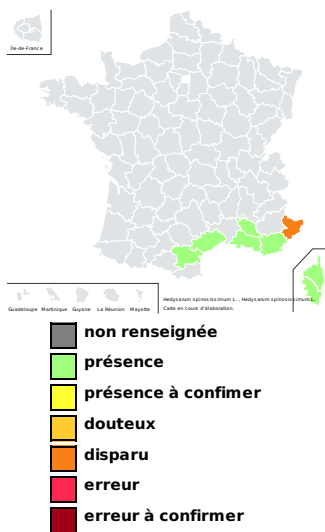 Île-de-France
Guadeloupe Martinique Guyane La Réunion Mayotte
Hedysarum spinosissimum L. , Hedysarum spinosissimum L.
Carte en cours d'élaboration.
non renseignée
présence
présence à confimer
douteux
disparu
erreur
erreur à confirmer